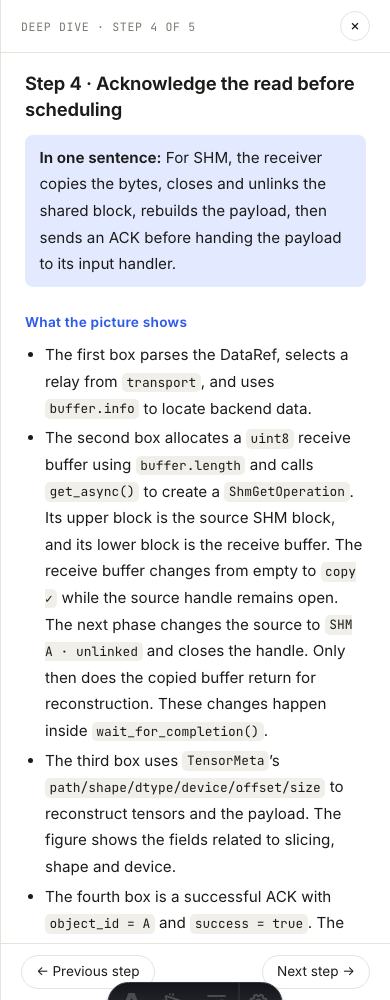 DEEP DIVE · STEP 4 OF 5
×
Step 4 · Acknowledge the read before
scheduling
In one sentence: For SHM, the receiver
copies the bytes, closes and unlinks the
shared block, rebuilds the payload, then
sends an ACK before handing the payload
to its input handler.
What the picture shows
• The first box parses the DataRef, selects a
relay from transport, and uses
buffer.info to locate backend data.
• The second box allocates a uint8 receive
buffer using buffer.length and calls
get_async() to create a ShmGetOperation.
Its upper block is the source SHM block,
and its lower block is the receive buffer. The
receive buffer changes from empty to copy
✓ while the source handle remains open.
The next phase changes the source to SHM
A · unlinked and closes the handle. Only
then does the copied buffer return for
reconstruction. These changes happen
inside wait_for_completion().
• The third box uses TensorMeta’s
path/shape/dtype/device/offset/size to
reconstruct tensors and the payload. The
figure shows the fields related to slicing,
shape and device.
• The fourth box is a successful ACK with
object_id = A and success = true. The
← Previous step
Next step →